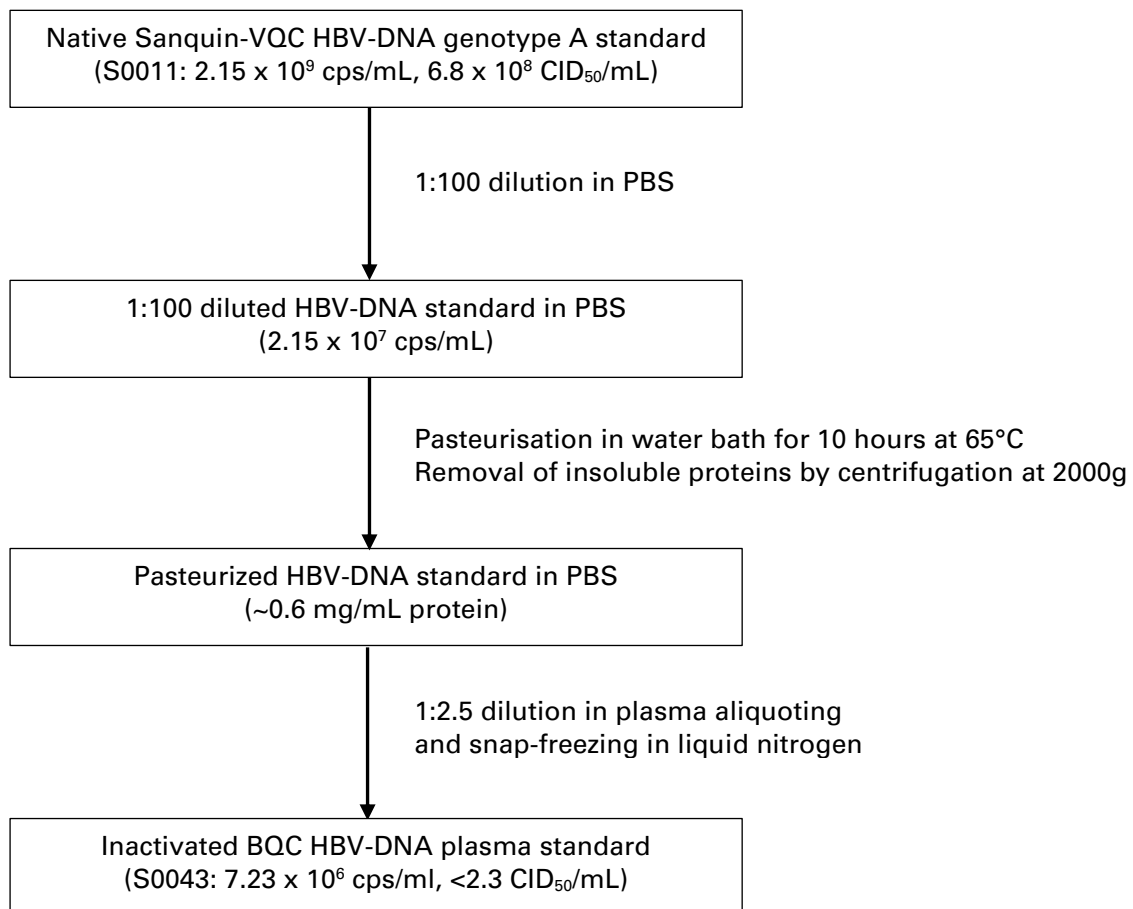 Native Sanquin-VQC HBV-DNA genotype A standard
(S0011: 2.15 x 10⁹ cps/mL, 6.8 x 10⁸ CID₅₀/mL)
1:100 dilution in PBS
1:100 diluted HBV-DNA standard in PBS
(2.15 x 10⁷ cps/mL)
Pasteurisation in water bath for 10 hours at 65°C
Removal of insoluble proteins by centrifugation at 2000g
Pasteurized HBV-DNA standard in PBS
(~0.6 mg/mL protein)
1:2.5 dilution in plasma aliquoting
and snap-freezing in liquid nitrogen
Inactivated BQC HBV-DNA plasma standard
(S0043: 7.23 x 10⁶ cps/ml, <2.3 CID₅₀/mL)